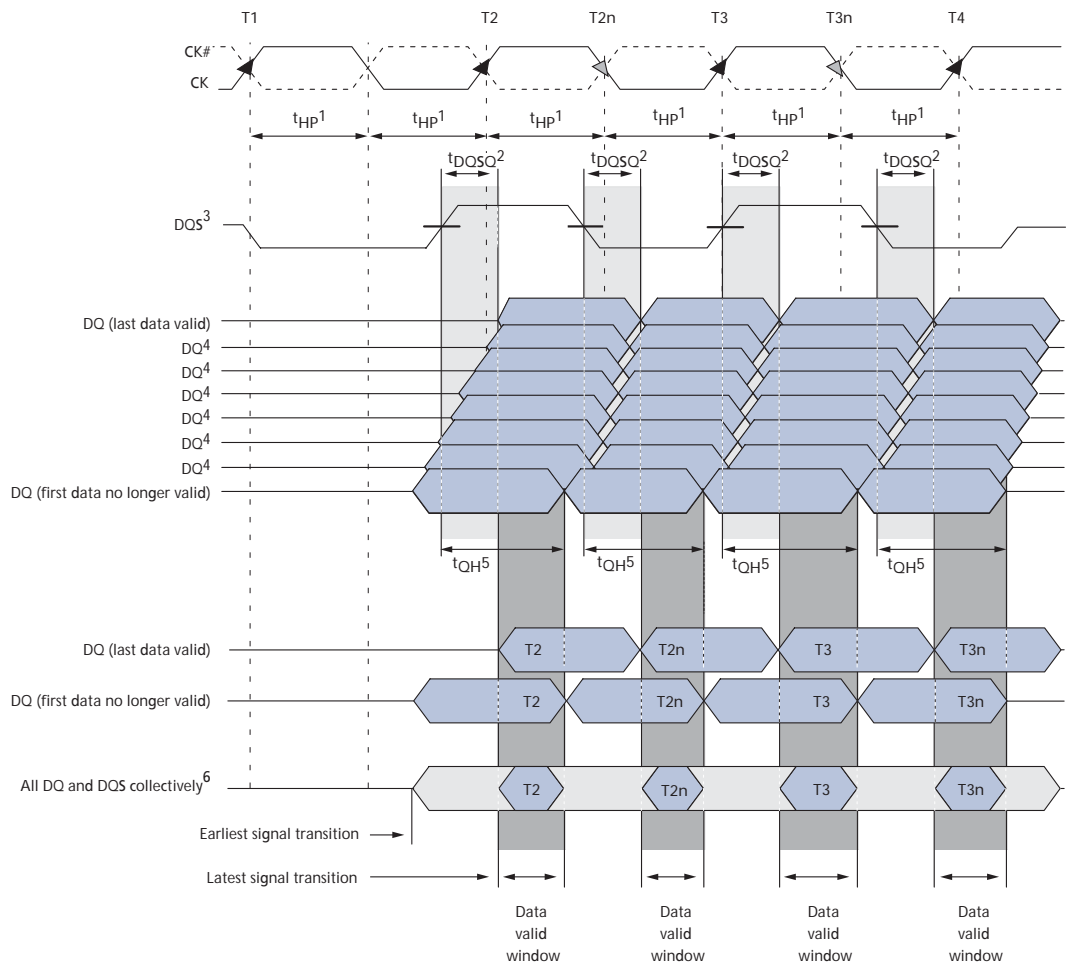 T1 T2 T2n T3 T3n T4
CK#
CK
tHP1 tHP1 tHP1 tHP1 tHP1 tHP1
tDQSQ2 tDQSQ2 tDQSQ2 tDQSQ2
DQS3
DQ (last data valid)
DQ4
DQ4
DQ4
DQ4
DQ4
DQ4
DQ (first data no longer valid)
tQH5 tQH5 tQH5 tQH5
DQ (last data valid) T2 T2n T3 T3n
DQ (first data no longer valid) T2 T2n T3 T3n
All DQ and DQS collectively6 T2 T2n T3 T3n
Earliest signal transition
Latest signal transition
Data Data Data Data
valid valid valid valid
window window window window